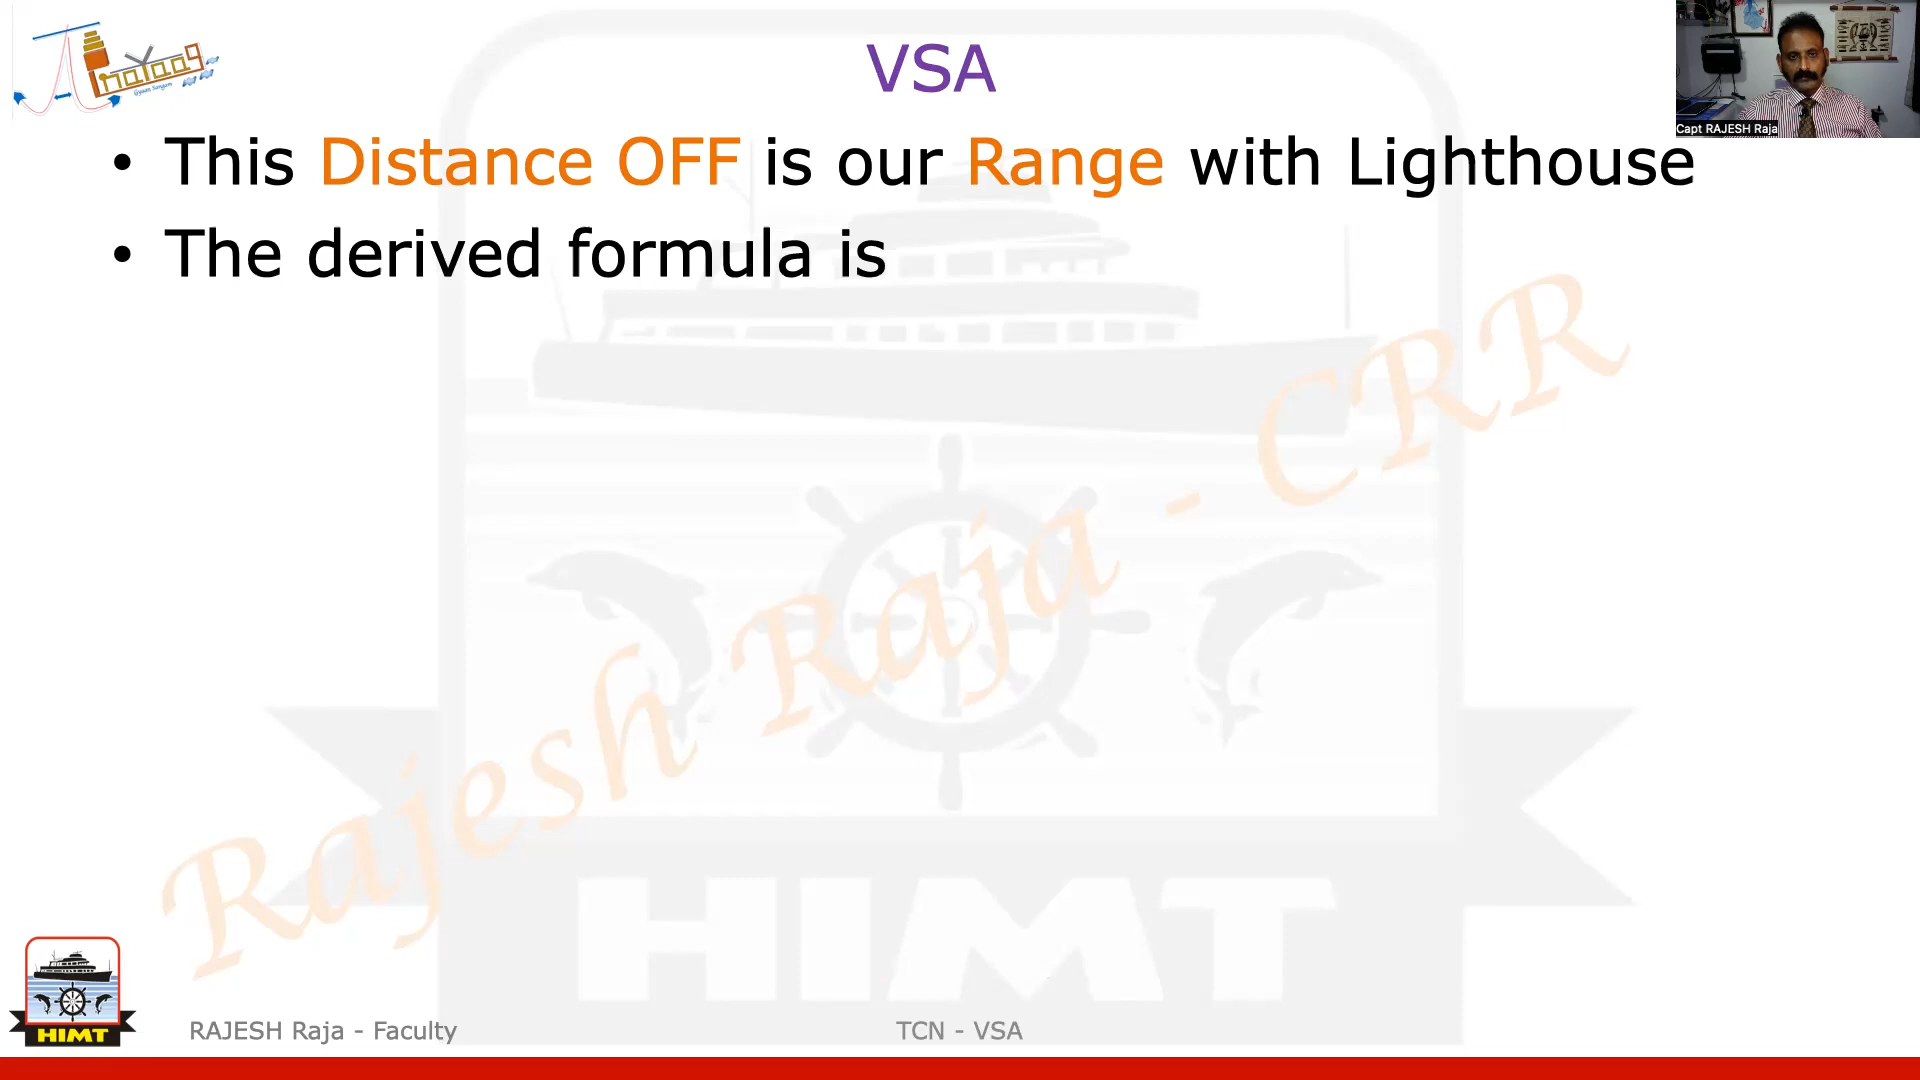 VSA
Capt RAJESH Raja
• This Distance OFF is our Range with Lighthouse
• The derived formula is
Rajesh Raja - CRR
HIMT
HIMT
RAJESH Raja - Faculty
TCN - VSA